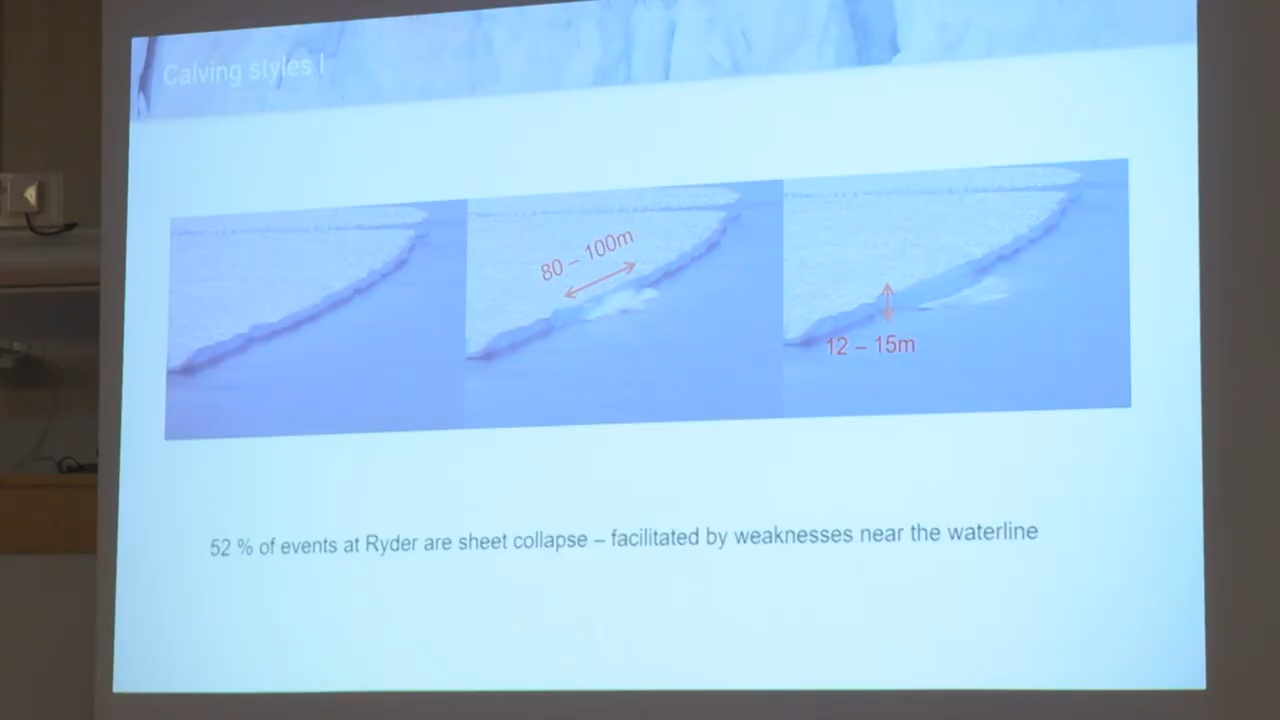 Calving styles I
80 – 100m
12 – 15m
52 % of events at Ryder are sheet collapse – facilitated by weaknesses near the waterline